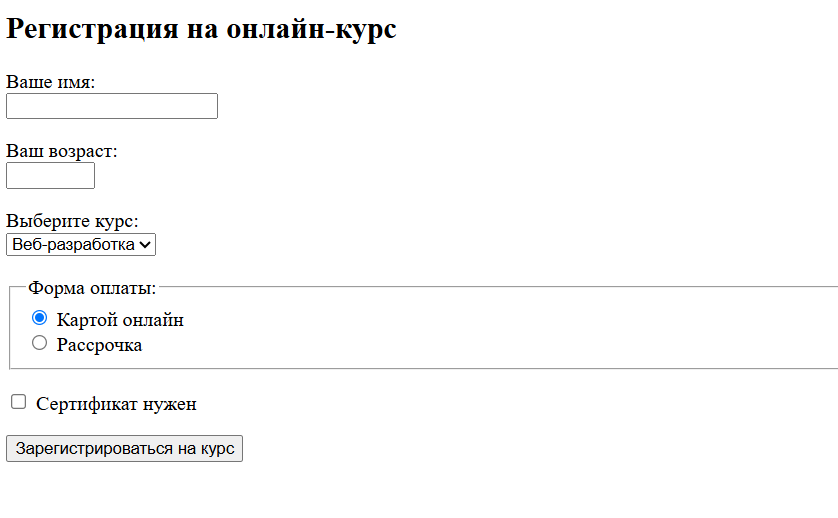 Регистрация на онлайн-курс
Ваше имя:
Ваш возраст:
Выберите курс:
Веб-разработка
Форма оплаты:
Картой онлайн
Рассрочка
Сертификат нужен
Зарегистрироваться на курс